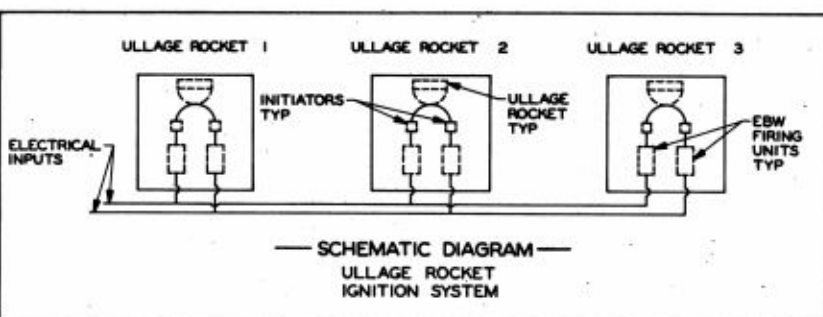 ULLAGE ROCKET 1
ULLAGE ROCKET 2
ULLAGE ROCKET 3
INITIATORS
TYP
ULLAGE
ROCKET
TYP
EBW
FIRING
UNITS
TYP
ELECTRICAL
INPUTS
SCHEMATIC DIAGRAM
ULLAGE ROCKET
IGNITION SYSTEM